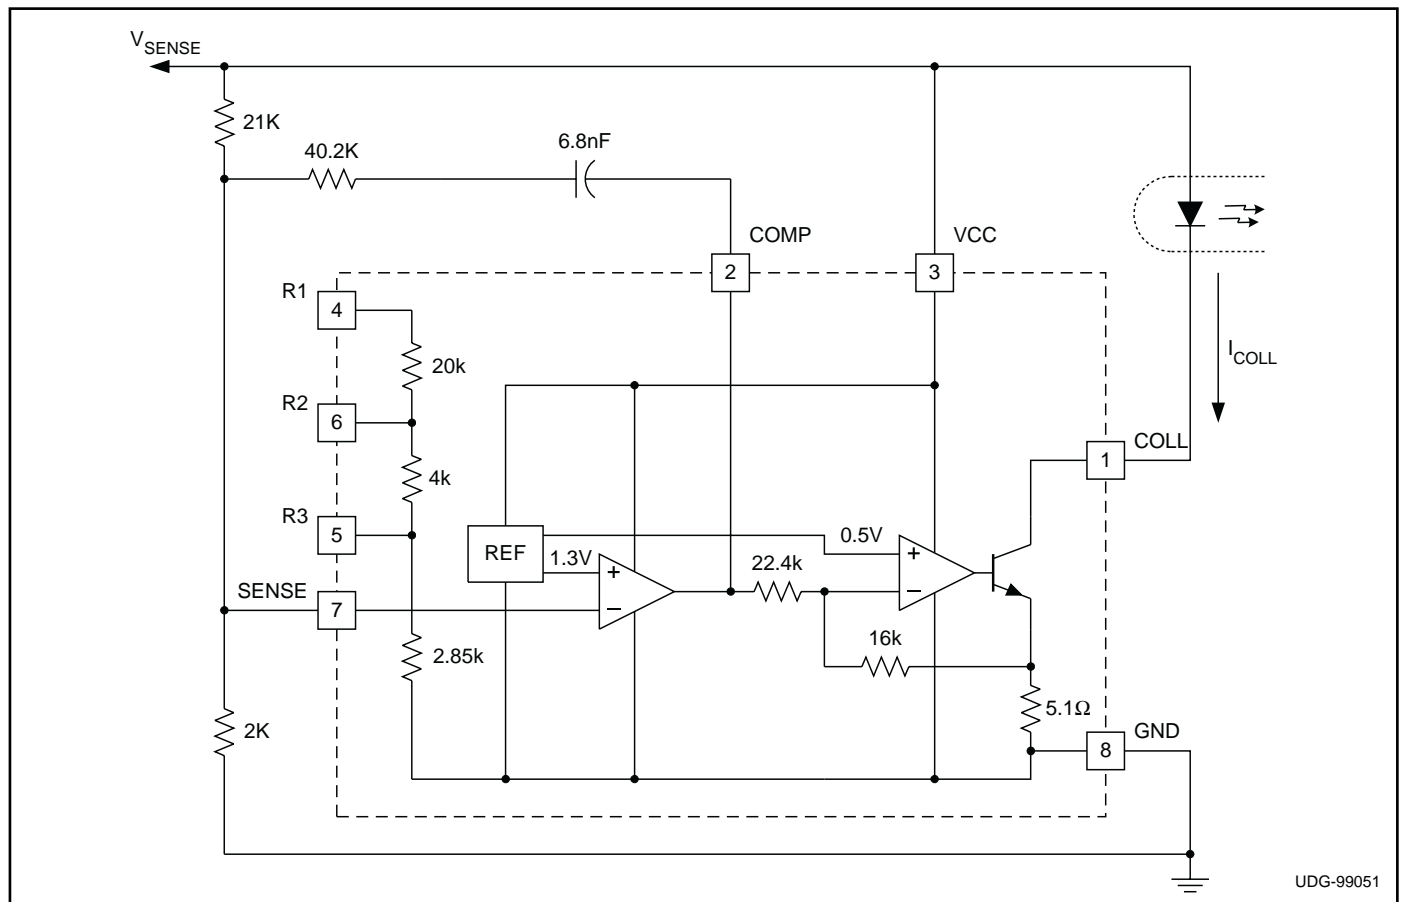 VSENSE
21K
40.2K
6.8nF
COMP
VCC
2
3
R1
4
20k
ICOLL
R2
6
COLL
1
4k
R3
5
REF
0.5V
1.3V
+
+
22.4k
SENSE
7
–
–
16k
2.85k
5.1Ω
2K
GND
8
UDG-99051